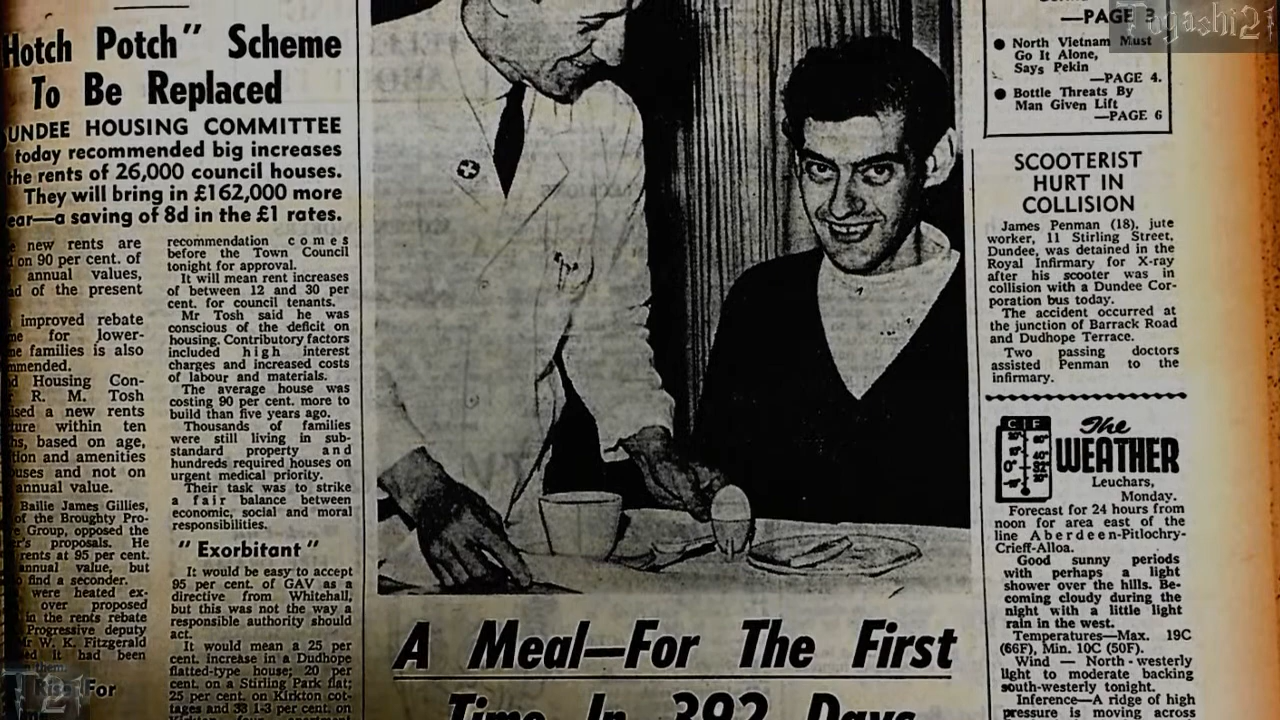 Hotch Potch" Scheme
To Be Replaced
UNDEE HOUSING COMMITTEE
today recommended big increases
the rents of 26,000 council houses.
They will bring in £162,000 more
ear—a saving of 8d in the £1 rates.
new rents are
on 90 per cent. of
annual values,
of the present
improved rebate
for lower-
families is also
mmended.
Housing Con-
R. M. Tosh
a new rents
within ten
based on age,
and amenities
and not on
annual value.
Bailie James Gillies,
of the Broughty Pro-
Group, opposed the
proposals. He
rents at 95 per cent.
annual value, but
find a seconder.
were heated ex-
over proposed
in the rents rebate
Progressive deputy
W. K. Fitzgerald
it had been
them.
For
recommendation comes
before the Town Council
tonight for approval.
It will mean rent increases
of between 12 and 30 per
cent. for council tenants.
Mr Tosh said he was
conscious of the deficit on
housing. Contributory factors
included high interest
charges and increased costs
of labour and materials.
The average house was
costing 90 per cent. more to
build than five years ago.
Thousands of families
were still living in sub-
standard property and
hundreds required houses on
urgent medical priority.
Their task was to strike
a fair balance between
economic, social and moral
responsibilities.
"Exorbitant"
It would be easy to accept
95 per cent. of GAV as a
directive from Whitehall,
but this was not the way a
responsible authority should
act.
It would mean a 25 per
cent. increase in a Dudhope
flatted-type house; 20 per
cent. on a Stirling Park flat;
25 per cent. on Kirkton cot-
tages and 33 1-3 per cent. on
A Meal—For The First
Time In 392 Days
—PAGE 3
● North Vietnam Must
Go It Alone,
Says Pekin
—PAGE 4.
● Bottle Threats By
Man Given Lift
—PAGE 6
Togashi21
SCOOTERIST
HURT IN
COLLISION
James Penman (18), jute
worker, 11 Stirling Street,
Dundee, was detained in the
Royal Infirmary for X-ray
after his scooter was in
collision with a Dundee Cor-
poration bus today.
The accident occurred at
the junction of Barrack Road
and Dudhope Terrace.
Two passing doctors
assisted Penman to the
infirmary.
C F
The
WEATHER
Leuchars,
Monday.
Forecast for 24 hours from
noon for area east of the
line Aberdeen-Pitlochry-
Crieff-Alloa.
Good sunny periods
with perhaps a light
shower over the hills. Be-
coming cloudy during the
night with a little light
rain in the west.
Temperatures—Max. 19C
(66F), Min. 10C (50F).
Wind — North-westerly
light to moderate backing
south-westerly tonight.
Inference—A ridge of high
pressure is moving across